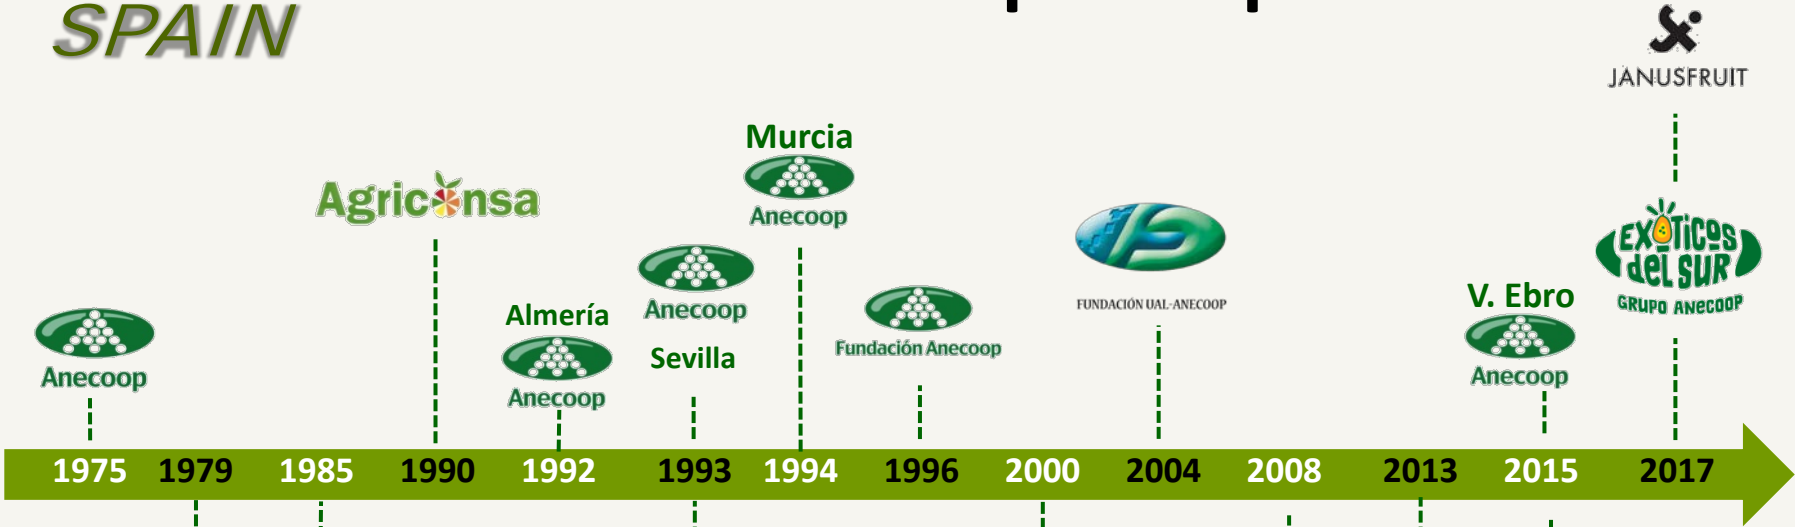 SPAIN
JANUSFRUIT
Murcia
Anecoop
Agriconsa
EXÓTICOS
del SUR
GRUPO ANECOOP
Anecoop
Sevilla
Almería
Anecoop
Fundación Anecoop
FUNDACIÓN UAL-ANECOOP
V. Ebro
Anecoop
Anecoop
1975 1979 1985 1990 1992 1993 1994 1996 2000 2004 2008 2013 2015 2017